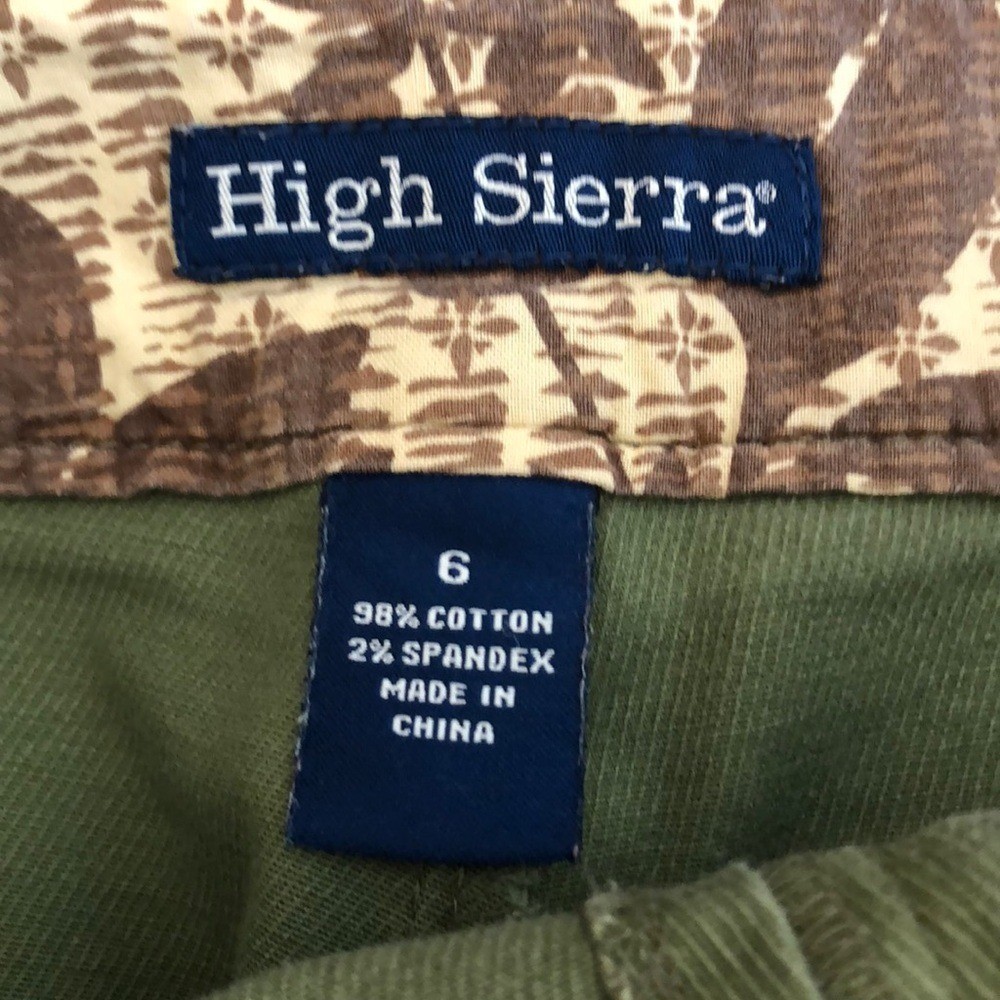 High Sierra®
6
98% COTTON
2% SPANDEX
MADE IN
CHINA